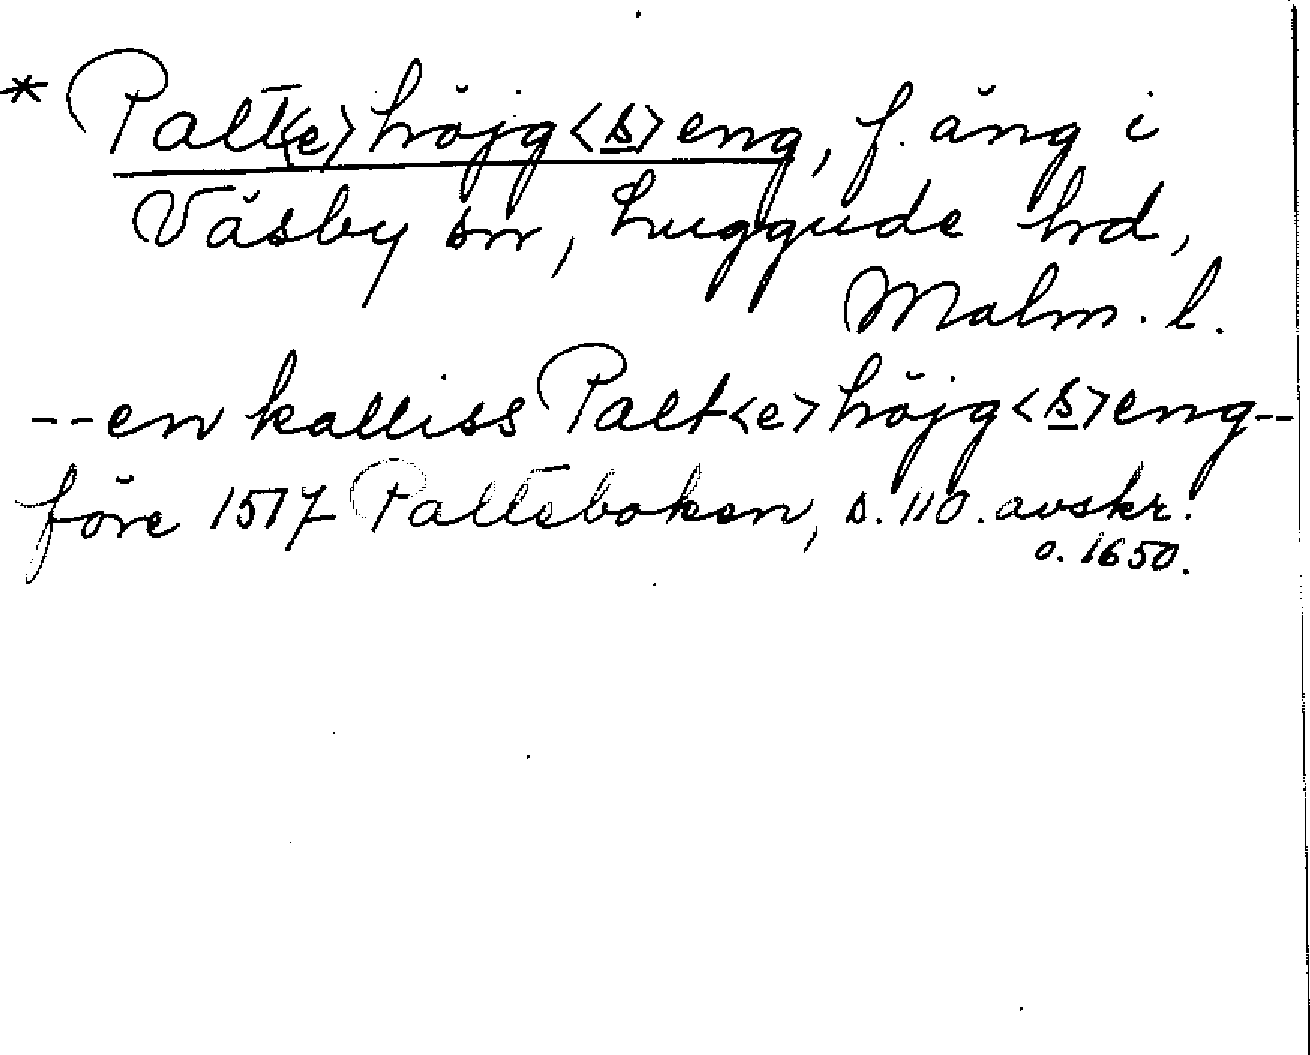 * Palt<e>höjg<s>eng, f. äng i
Väsby sn, Luggude hd,
Malm. l.
--en kalliss Palt<e>höjg<s>eng--
före 1517 Palteboken, s. 110. avskr.
o. 1650.